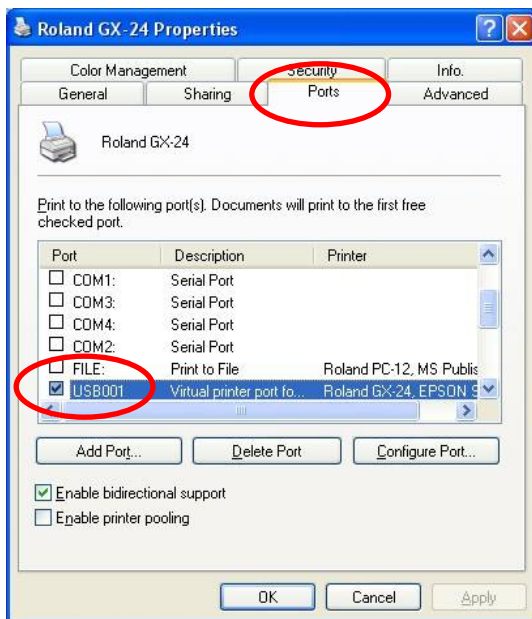 Roland GX-24 Properties
Color Management Security Info.
General Sharing Ports Advanced
Roland GX-24
Print to the following port(s). Documents will print to the first free
checked port.
Port Description Printer
COM1: Serial Port
COM3: Serial Port
COM4: Serial Port
COM2: Serial Port
FILE: Print to File Roland PC-12, MS Publis
USB001 Virtual printer port fo... Roland GX-24, EPSON S
Add Port... Delete Port Configure Port...
Enable bidirectional support
Enable printer pooling
OK Cancel Apply